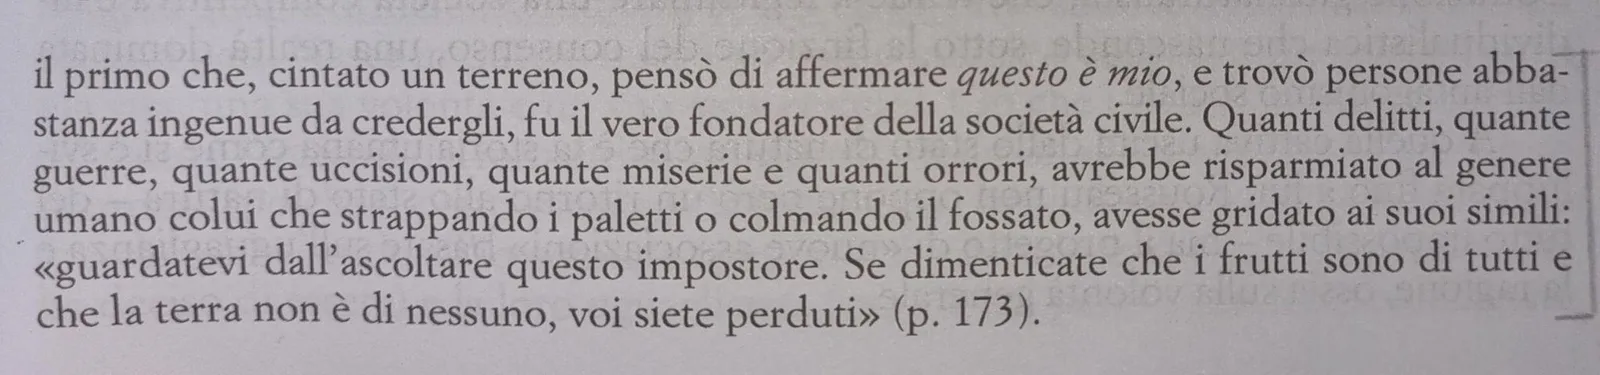 il primo che, cintato un terreno, pensò di affermare questo è mio, e trovò persone abba-
stanza ingenue da credergli, fu il vero fondatore della società civile. Quanti delitti, quante
guerre, quante uccisioni, quante miserie e quanti orrori, avrebbe risparmiato al genere
umano colui che strappando i paletti o colmando il fossato, avesse gridato ai suoi simili:
«guardatevi dall’ascoltare questo impostore. Se dimenticate che i frutti sono di tutti e
che la terra non è di nessuno, voi siete perduti» (p. 173).